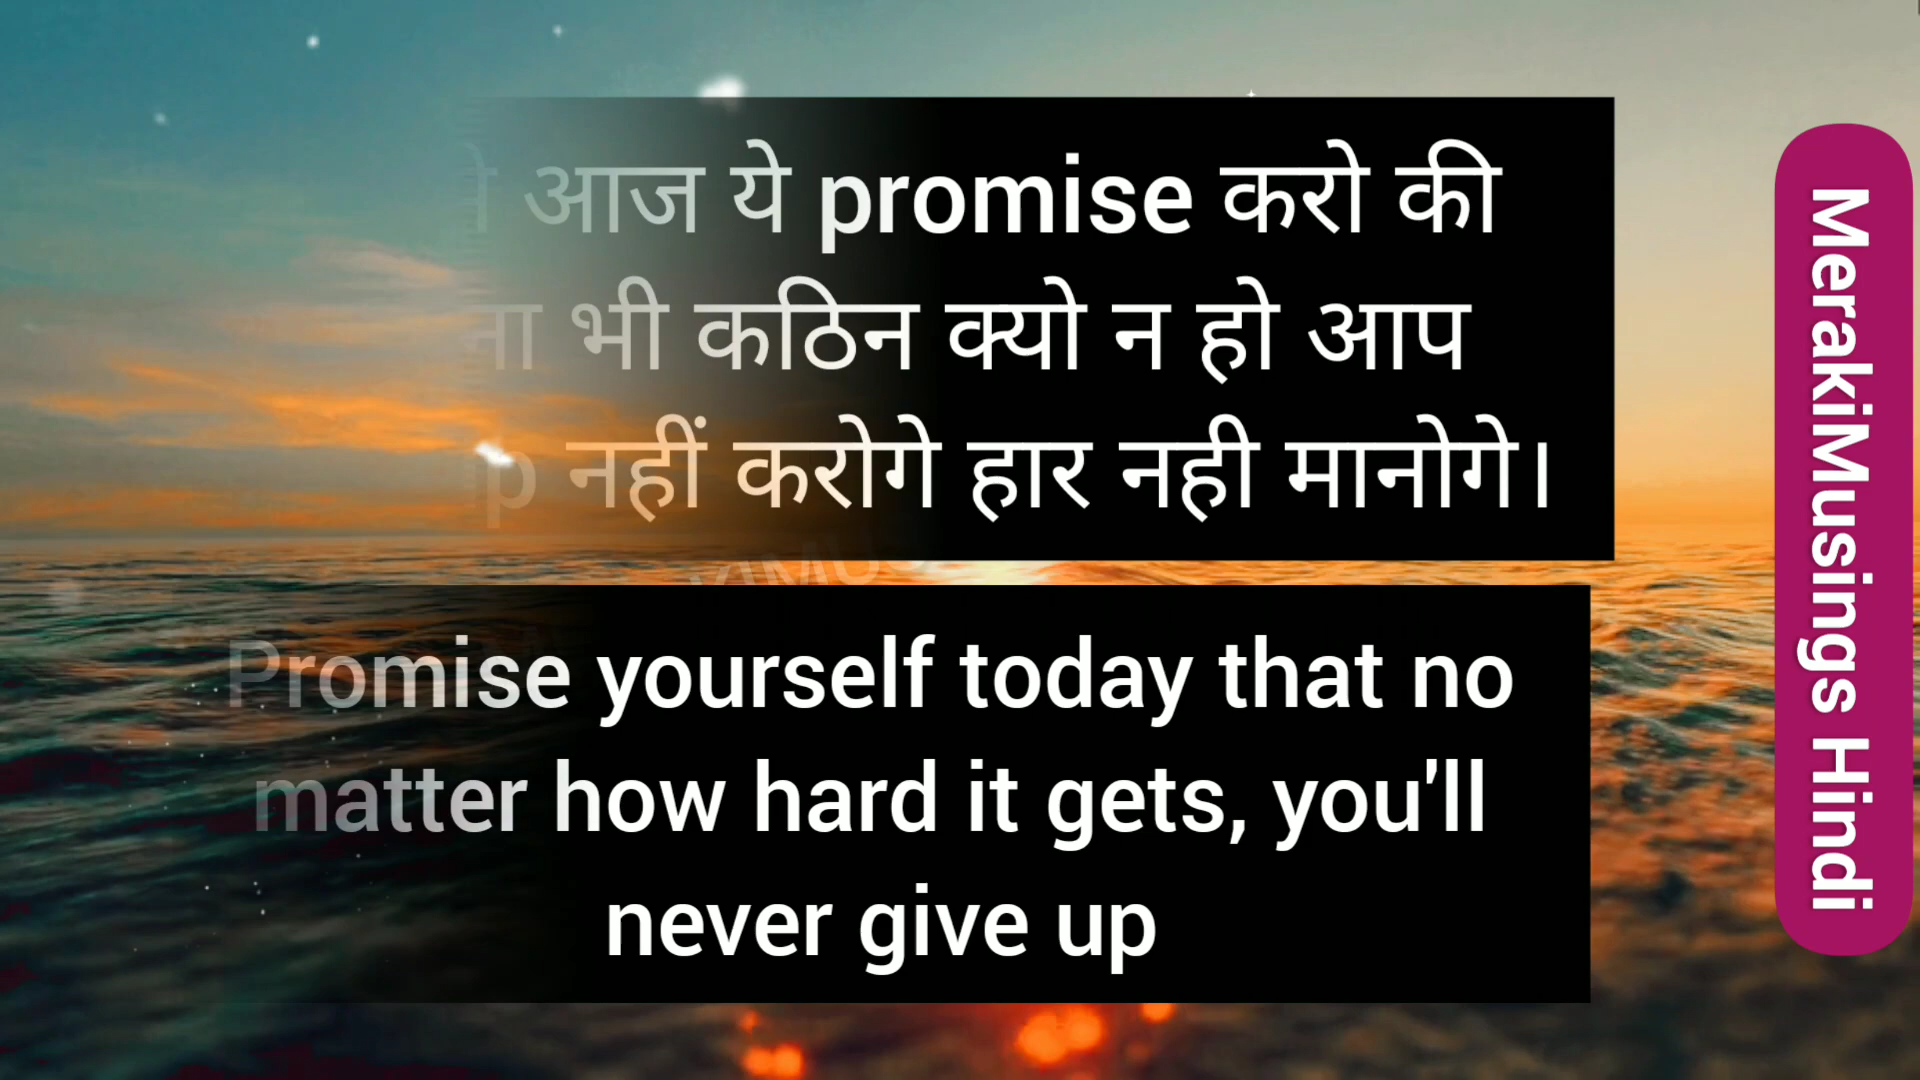 आज ये promise करो की
भी कठिन क्यो न हो आप
नहीं करोगे हार नही मानोगे।
Promise yourself today that no
matter how hard it gets, you'll
never give up
MerakiMusings Hindi